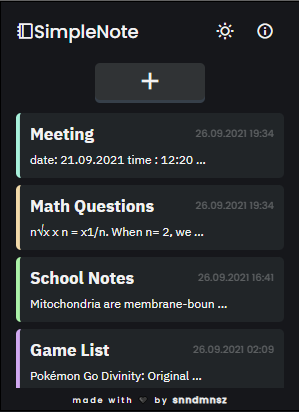 SimpleNote
+
Meeting 26.09.2021 19:34
date: 21.09.2021 time : 12:20 ...
Math Questions 26.09.2021 19:34
n√x x n = x1/n. When n= 2, we ...
School Notes 26.09.2021 16:41
Mitochondria are membrane-boun ...
Game List 26.09.2021 02:09
Pokémon Go Divinity: Original ...
made with ♥ by snndmnsz